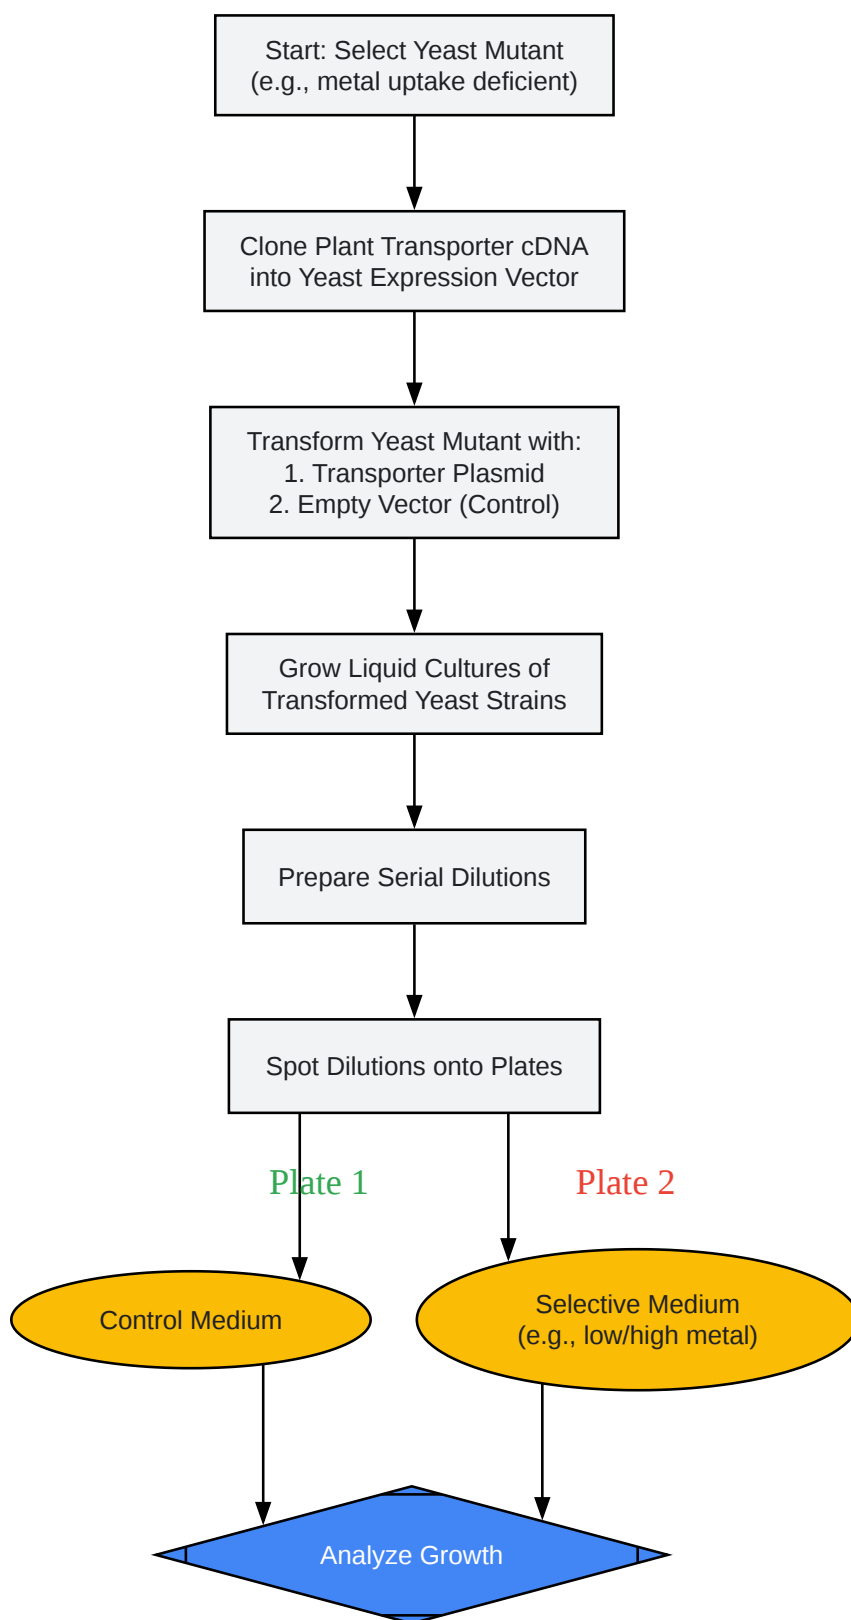 Start: Select Yeast Mutant
(e.g., metal uptake deficient)
Clone Plant Transporter cDNA
into Yeast Expression Vector
Transform Yeast Mutant with:
1. Transporter Plasmid
2. Empty Vector (Control)
Grow Liquid Cultures of
Transformed Yeast Strains
Prepare Serial Dilutions
Spot Dilutions onto Plates
Plate 1
Plate 2
Control Medium
Selective Medium
(e.g., low/high metal)
Analyze Growth